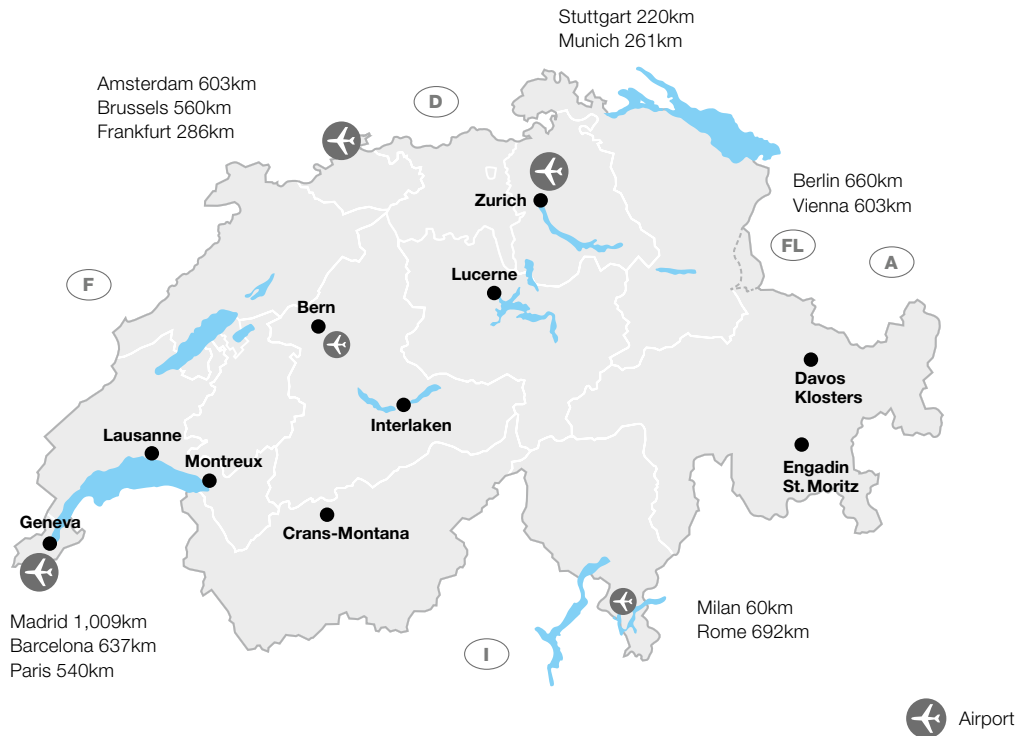 Stuttgart 220km
Munich 261km
Amsterdam 603km
Brussels 560km
Frankfurt 286km
D
Zurich
Berlin 660km
Vienna 603km
FL
A
F
Lucerne
Bern
Davos
Klosters
Interlaken
Lausanne
Montreux
Engadin
St. Moritz
Geneva
Crans-Montana
Madrid 1,009km
Barcelona 637km
Paris 540km
Milan 60km
Rome 692km
I
Airport